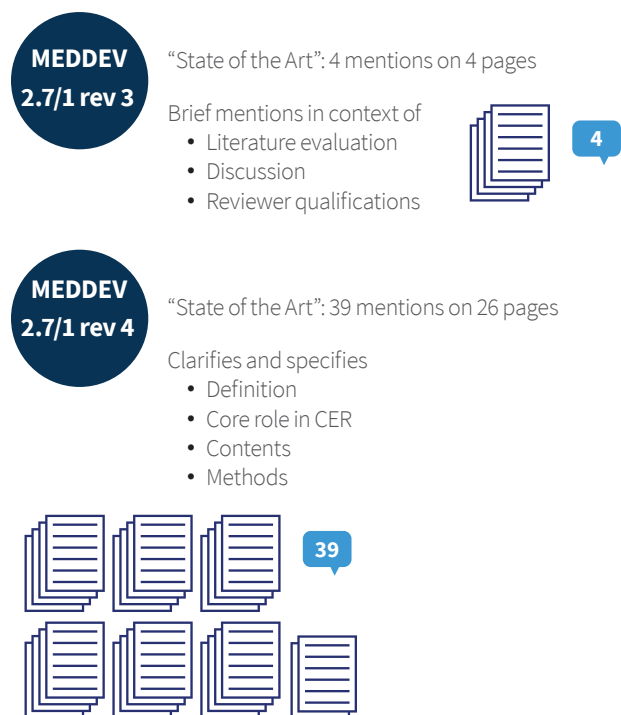 MEDDEV
2.7/1 rev 3
“State of the Art”: 4 mentions on 4 pages
Brief mentions in context of
• Literature evaluation
• Discussion
• Reviewer qualifications
4
MEDDEV
2.7/1 rev 4
“State of the Art”: 39 mentions on 26 pages
Clarifies and specifies
• Definition
• Core role in CER
• Contents
• Methods
39